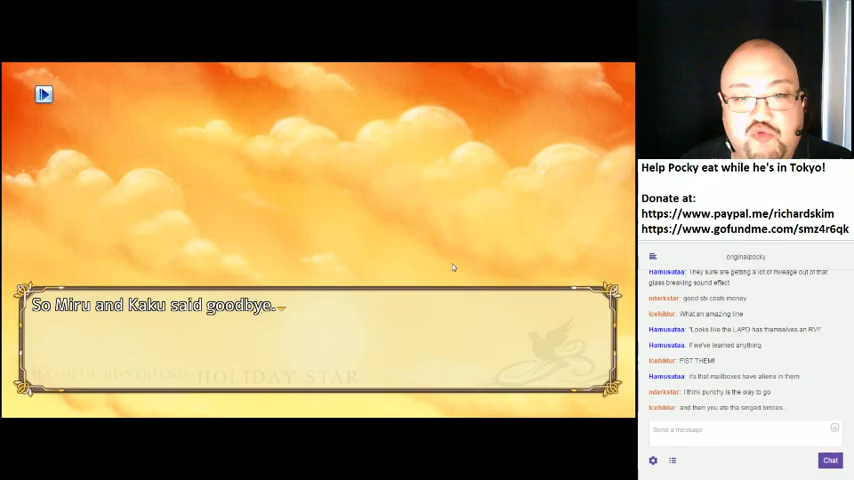 So Miru and Kaku said goodbye.
HATOFUL BOYFRIEND HOLIDAY STAR
Help Pocky eat while he's in Tokyo!
Donate at:
https://www.paypal.me/richardskim
https://www.gofundme.com/smz4r6qk
originalpocky
Hamusutaa: They sure are getting a lot of mileage out of that
glass breaking sound effect
ndarkstar: good sfx costs money
Icehildur: What an amazing line
Hamusutaa: "Looks like the LAPD has themselves an RV!"
Hamusutaa: If we've learned anything
Icehildur: FIST THEM!
Hamusutaa: it's that mailboxes have aliens in them
ndarkstar: i think punchy is the way to go
Icehildur: and then you ate the singed birdies...
Send a message
Chat